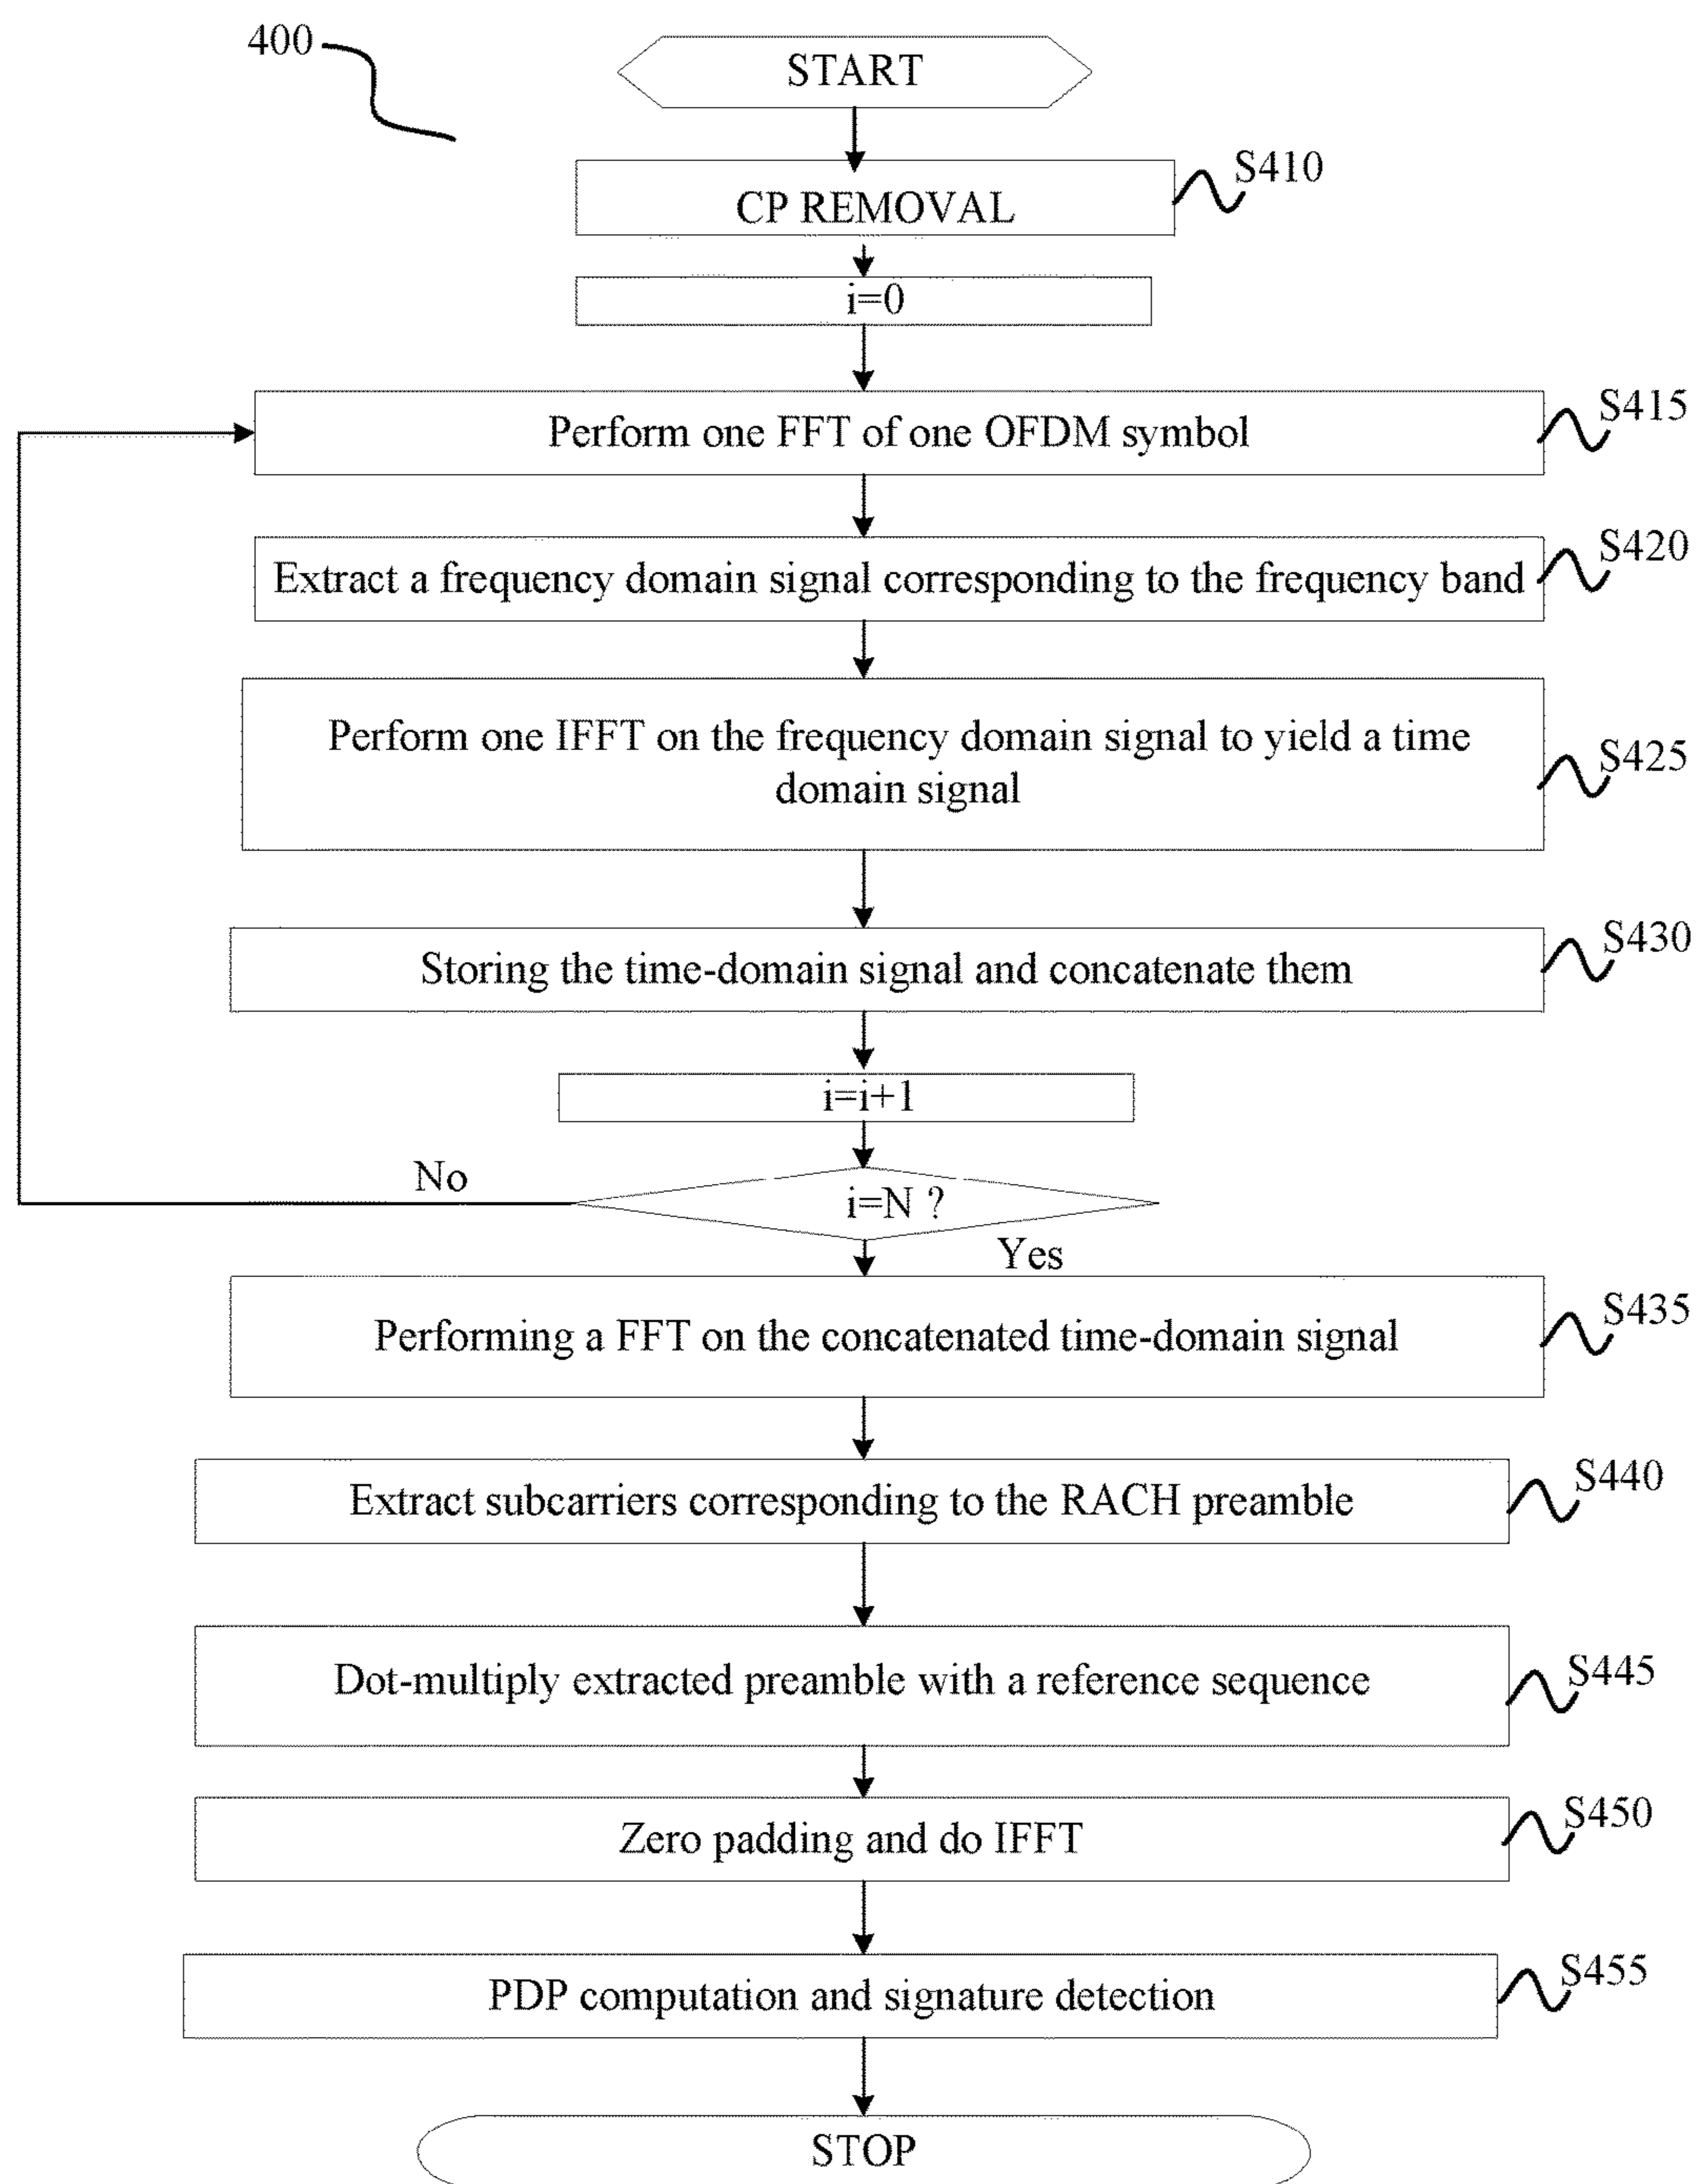 400
START
CP REMOVAL
S410
i=0
Perform one FFT of one OFDM symbol
S415
Extract a frequency domain signal corresponding to the frequency band
S420
Perform one IFFT on the frequency domain signal to yield a time
domain signal
S425
Storing the time-domain signal and concatenate them
S430
i=i+1
No
i=N ?
Yes
Performing a FFT on the concatenated time-domain signal
S435
Extract subcarriers corresponding to the RACH preamble
S440
Dot-multiply extracted preamble with a reference sequence
S445
Zero padding and do IFFT
S450
PDP computation and signature detection
S455
STOP